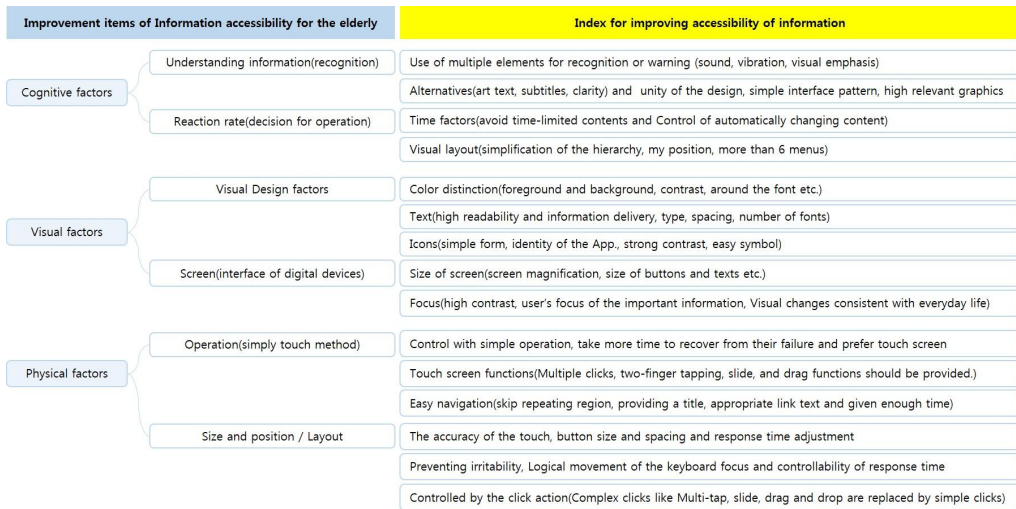 Improvement items of Information accessibility for the elderly
Index for improving accessibility of information
Cognitive factors
Understanding information(recognition)
Use of multiple elements for recognition or warning (sound, vibration, visual emphasis)
Alternatives(art text, subtitles, clarity) and unity of the design, simple interface pattern, high relevant graphics
Reaction rate(decision for operation)
Time factors(avoid time-limited contents and Control of automatically changing content)
Visual layout(simplification of the hierarchy, my position, more than 6 menus)
Visual factors
Visual Design factors
Color distinction(foreground and background, contrast, around the font etc.)
Text(high readability and information delivery, type, spacing, number of fonts)
Icons(simple form, identity of the App., strong contrast, easy symbol)
Screen(interface of digital devices)
Size of screen(screen magnification, size of buttons and texts etc.)
Focus(high contrast, user's focus of the important information, Visual changes consistent with everyday life)
Physical factors
Operation(simply touch method)
Control with simple operation, take more time to recover from their failure and prefer touch screen
Touch screen functions(Multiple clicks, two-finger tapping, slide, and drag functions should be provided.)
Easy navigation(skip repeating region, providing a title, appropriate link text and given enough time)
Size and position / Layout
The accuracy of the touch, button size and spacing and response time adjustment
Preventing irritability, Logical movement of the keyboard focus and controllability of response time
Controlled by the click action(Complex clicks like Multi-tap, slide, drag and drop are replaced by simple clicks)